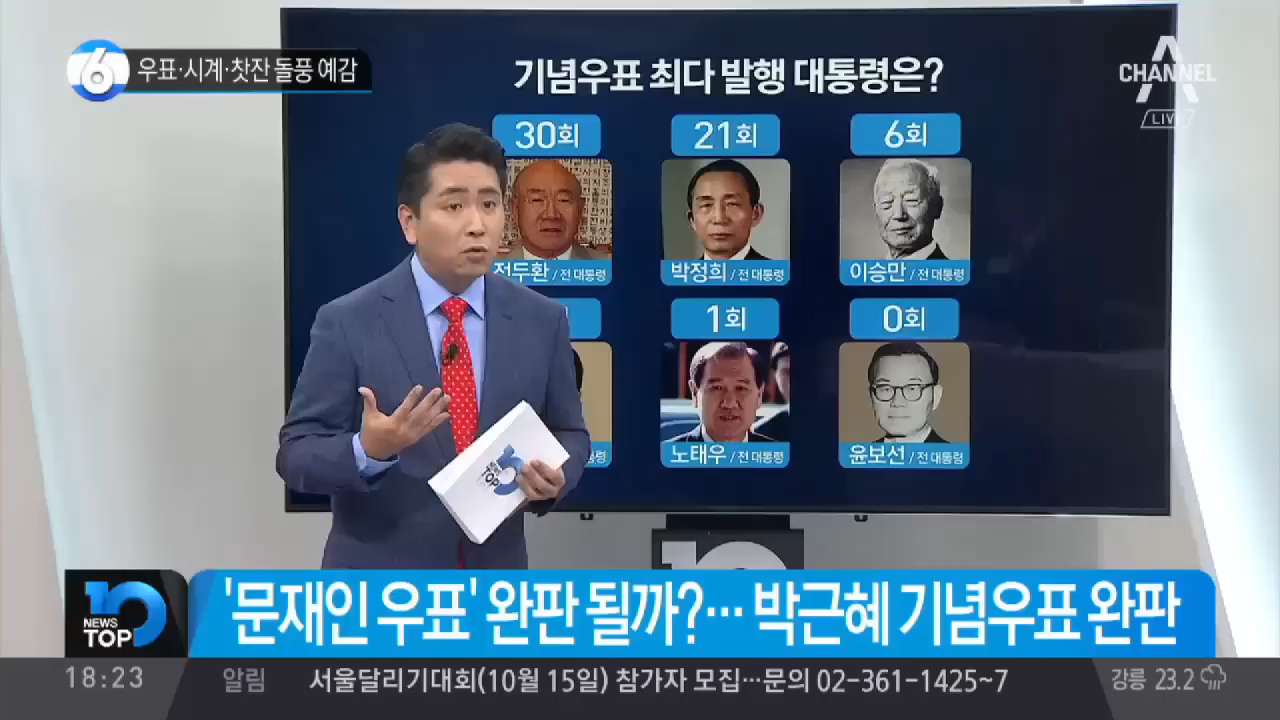 6
우표·시계·찻잔 돌풍 예감
CHANNEL A
LIVE
기념우표 최다 발행 대통령은?
30회
21회
6회
전두환 / 전 대통령
박정희 / 전 대통령
이승만 / 전 대통령
1회
0회
노태우 / 전 대통령
윤보선 / 전 대통령
NEWS
TOP
10
10
NEWS
TOP
10
'문재인 우표' 완판 될까?… 박근혜 기념우표 완판
18:23
알림
서울달리기대회(10월 15일) 참가자 모집…문의 02-361-1425~7
강릉 23.2